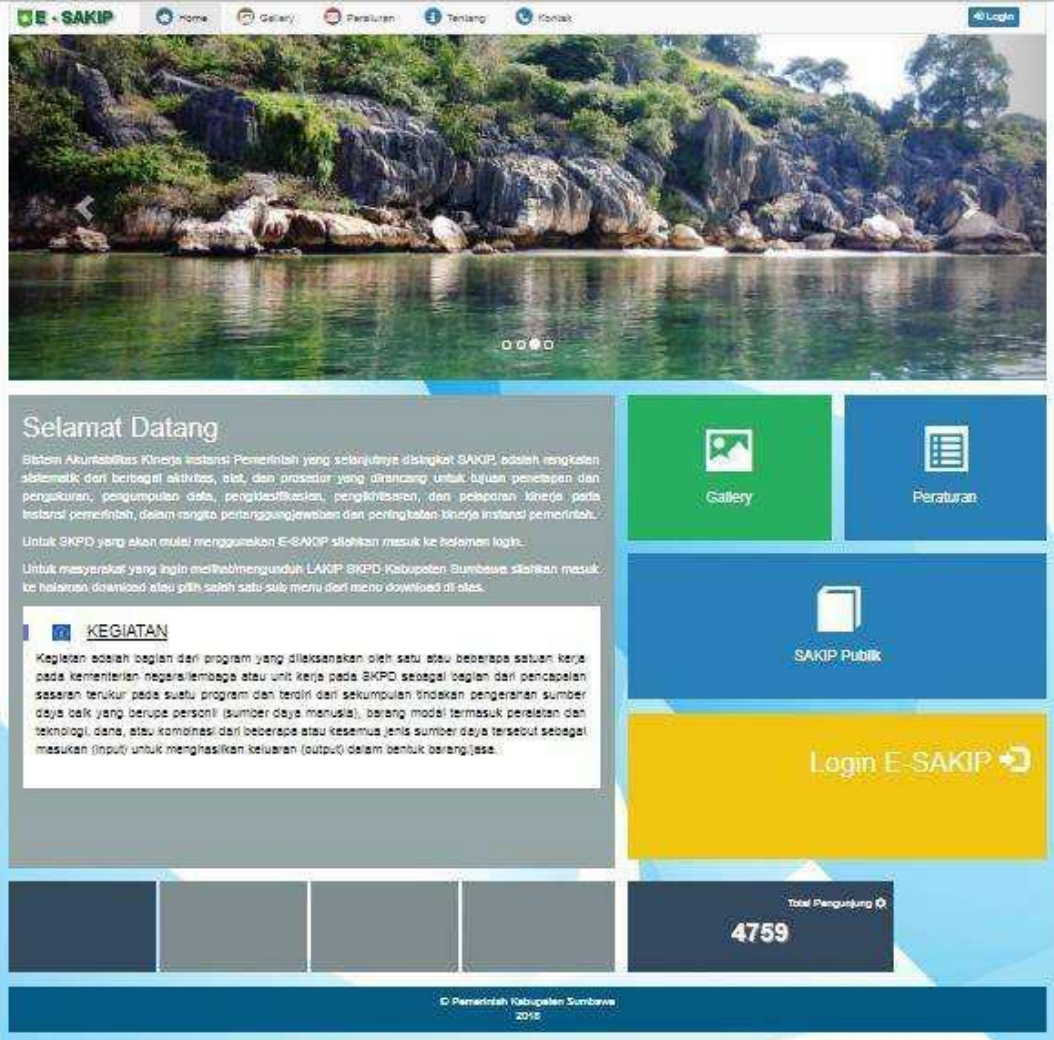 E - SAKIP
Home
Gallery
Peraturan
Tentang
Kontak
Login
Selamat Datang
Sistem Akuntabilitas Kinerja Instansi Pemerintah yang selanjutnya disingkat SAKIP, adalah rangkaian
sistematik dari berbagai aktivitas, alat, dan prosedur yang dirancang untuk tujuan penetapan dan
pengukuran, pengumpulan data, pengklasifikasian, pengikhtisaran, dan pelaporan kinerja pada
instansi pemerintah, dalam rangka pertanggungjawaban dan peningkatan kinerja instansi pemerintah.
Untuk SKPD yang akan mulai menggunakan E-SAKIP silahkan masuk ke halaman login.
Untuk masyarakat yang ingin melihat/mengunduh LAKIP SKPD Kabupaten Sumbawa silahkan masuk
ke halaman download atau pilih salah satu sub menu dari menu download di atas.
KEGIATAN
Kegiatan adalah bagian dari program yang dilaksanakan oleh satu atau beberapa satuan kerja
pada kementerian negara/lembaga atau unit kerja pada SKPD sebagai bagian dari pencapaian
sasaran terukur pada suatu program dan terdiri dari sekumpulan tindakan pengerahan sumber
daya baik yang berupa personil (sumber daya manusia), barang modal termasuk peralatan dan
teknologi, dana, atau kombinasi dari beberapa atau kesemua jenis sumber daya tersebut sebagai
masukan (input) untuk menghasilkan keluaran (output) dalam bentuk barang/jasa.
Gallery
Peraturan
SAKIP Publik
Login E-SAKIP
Total Pengunjung
4759
© Pemerintah Kabupaten Sumbawa
2018